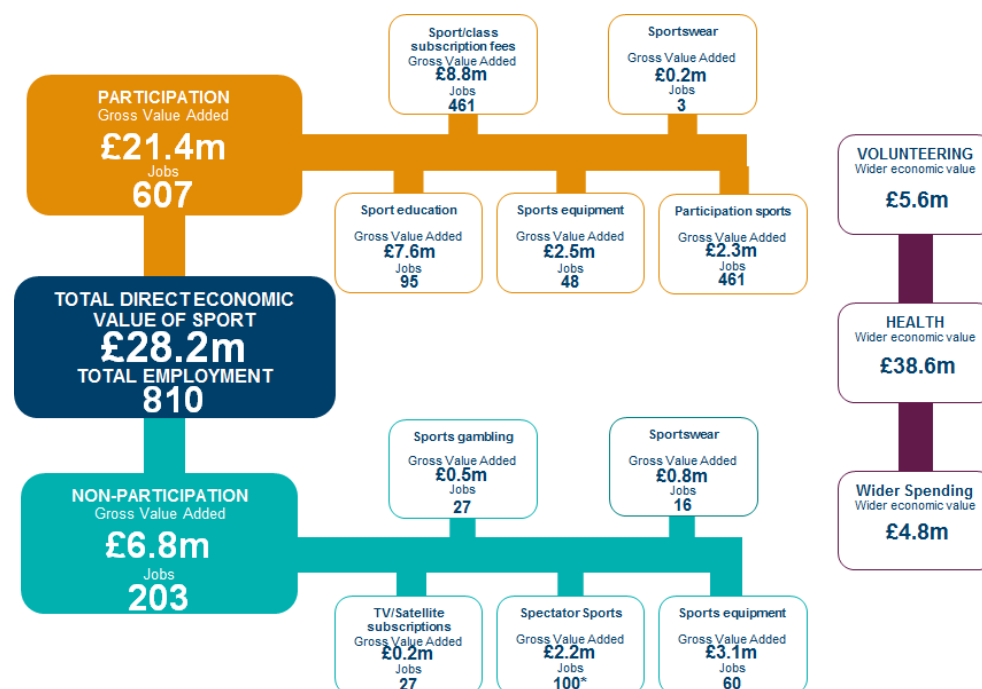 Sport/class
subscription fees
Gross Value Added
£8.8m
Jobs
461
Sportswear
Gross Value Added
£0.2m
Jobs
3
PARTICIPATION
Gross Value Added
£21.4m
Jobs
607
Sport education
Gross Value Added
£7.6m
Jobs
95
Sports equipment
Gross Value Added
£2.5m
Jobs
48
Participation sports
Gross Value Added
£2.3m
Jobs
461
TOTAL DIRECT ECONOMIC
VALUE OF SPORT
£28.2m
TOTAL EMPLOYMENT
810
Sports gambling
Gross Value Added
£0.5m
Jobs
27
Sportswear
Gross Value Added
£0.8m
Jobs
16
NON-PARTICIPATION
Gross Value Added
£6.8m
Jobs
203
TV/Satellite
subscriptions
Gross Value Added
£0.2m
Jobs
27
Spectator Sports
Gross Value Added
£2.2m
Jobs
100*
Sports equipment
Gross Value Added
£3.1m
Jobs
60
VOLUNTEERING
Wider economic value
£5.6m
HEALTH
Wider economic value
£38.6m
Wider Spending
Wider economic value
£4.8m